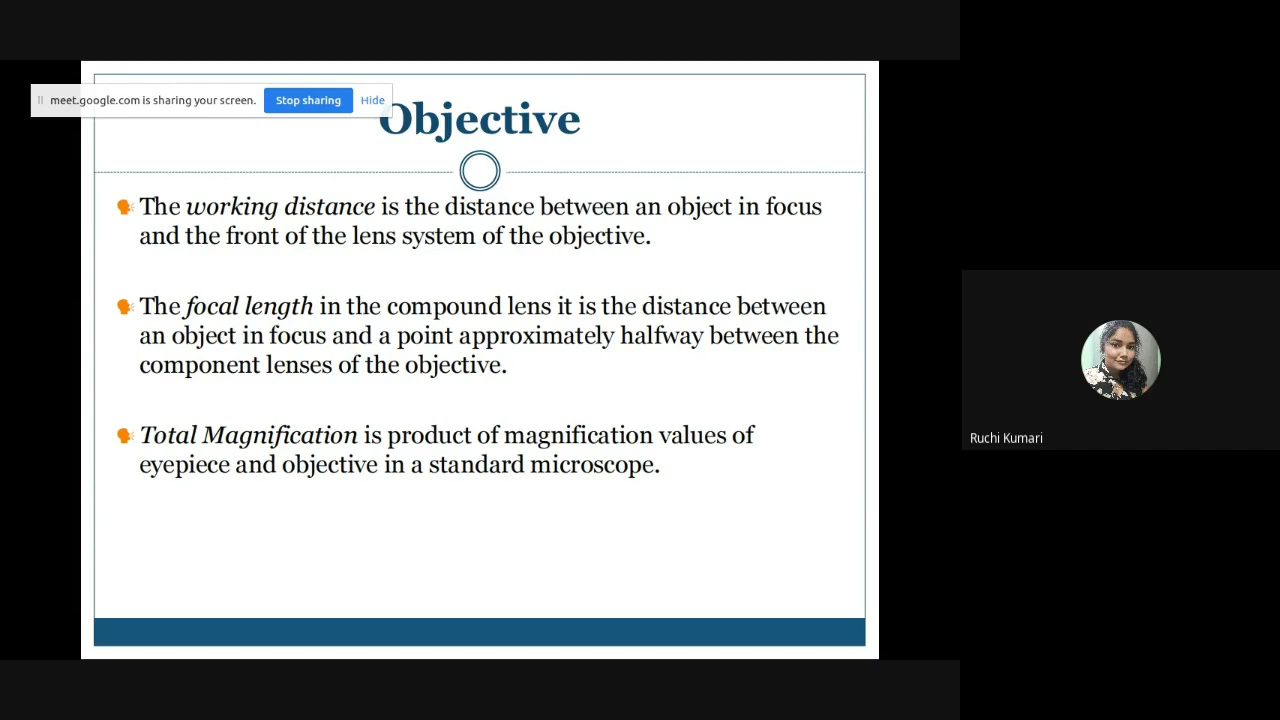 meet.google.com is sharing your screen. Stop sharing Hide
Objective
The working distance is the distance between an object in focus
and the front of the lens system of the objective.
The focal length in the compound lens it is the distance between
an object in focus and a point approximately halfway between the
component lenses of the objective.
Total Magnification is product of magnification values of
eyepiece and objective in a standard microscope.
Ruchi Kumari